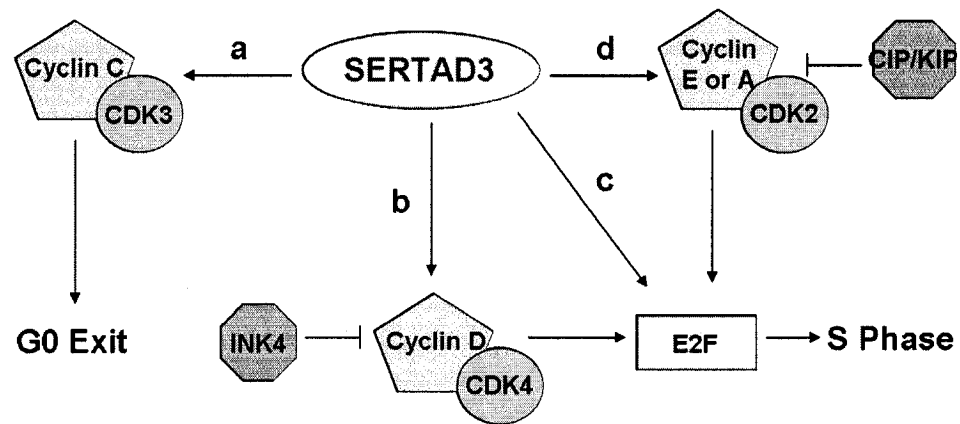 a
SERTAD3
d
Cyclin C
CDK3
Cyclin
E or A
CDK2
CIP/KIP
b
c
G0 Exit
INK4
Cyclin D
CDK4
E2F
S Phase